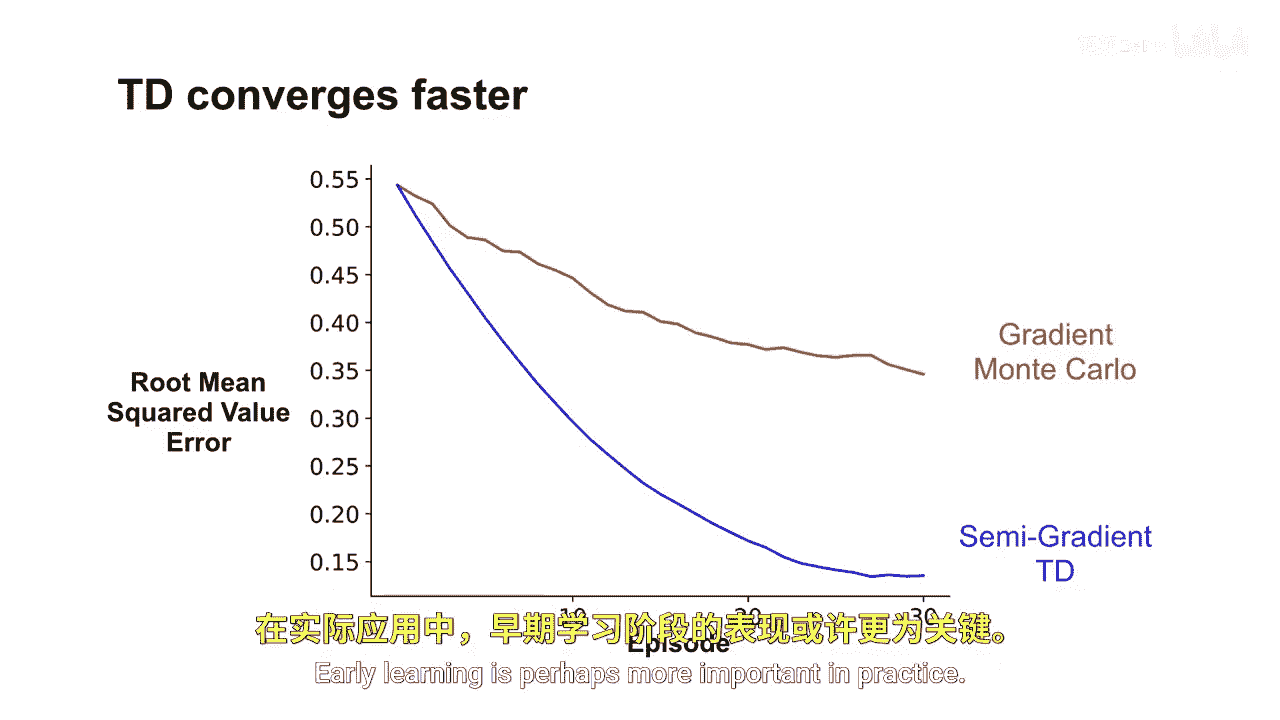 TD converges faster
0.55
0.50
0.45
0.40
0.35
0.30
0.25
0.20
0.15
Root Mean
Squared Value
Error
Gradient
Monte Carlo
Semi-Gradient
TD
10
20
30
Episode
在实际应用中，早期学习阶段的表现或许更为关键。
Early learning is perhaps more important in practice.